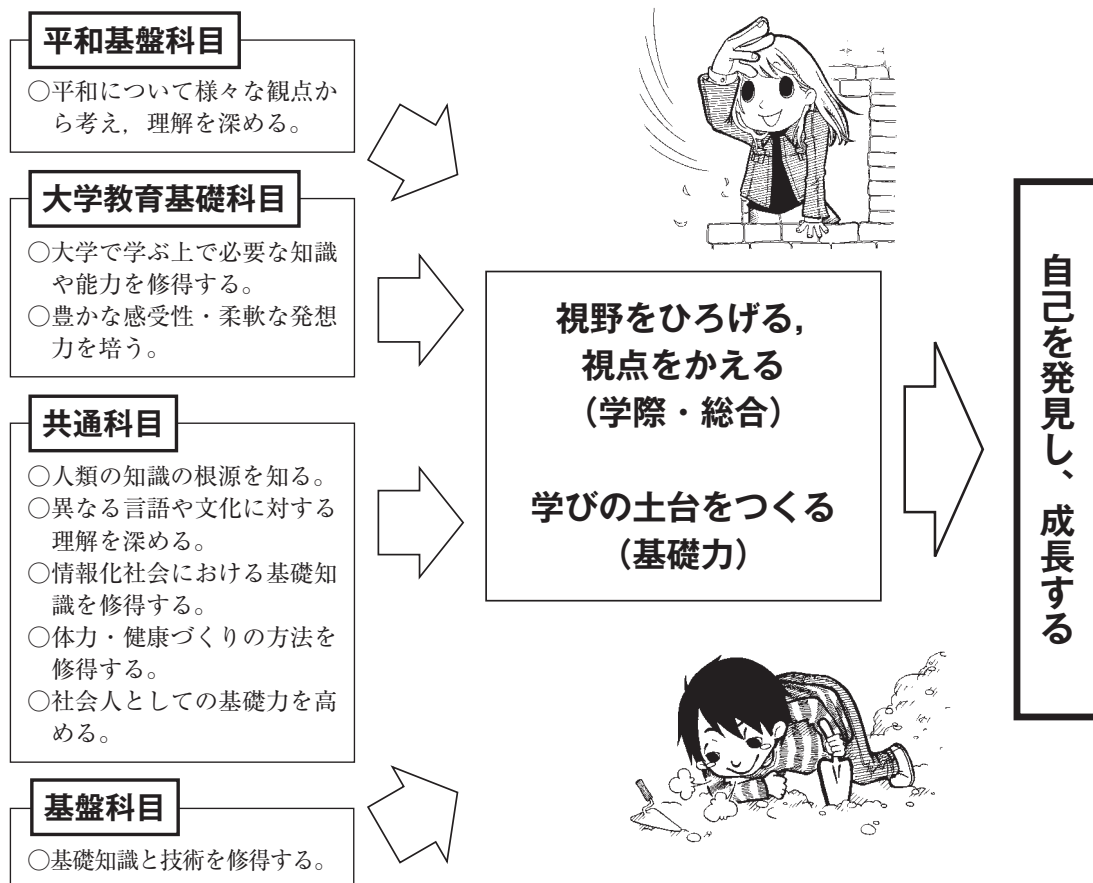 平和基盤科目
○平和について様々な観点か
ら考え，理解を深める。
大学教育基礎科目
○大学で学ぶ上で必要な知識
や能力を修得する。
○豊かな感受性・柔軟な発想
力を培う。
共通科目
○人類の知識の根源を知る。
○異なる言語や文化に対する
理解を深める。
○情報化社会における基礎知
識を修得する。
○体力・健康づくりの方法を
修得する。
○社会人としての基礎力を高
める。
基盤科目
○基礎知識と技術を修得する。
視野をひろげる，
視点をかえる
（学際・総合）
学びの土台をつくる
（基礎力）
自己を発見し、成長する